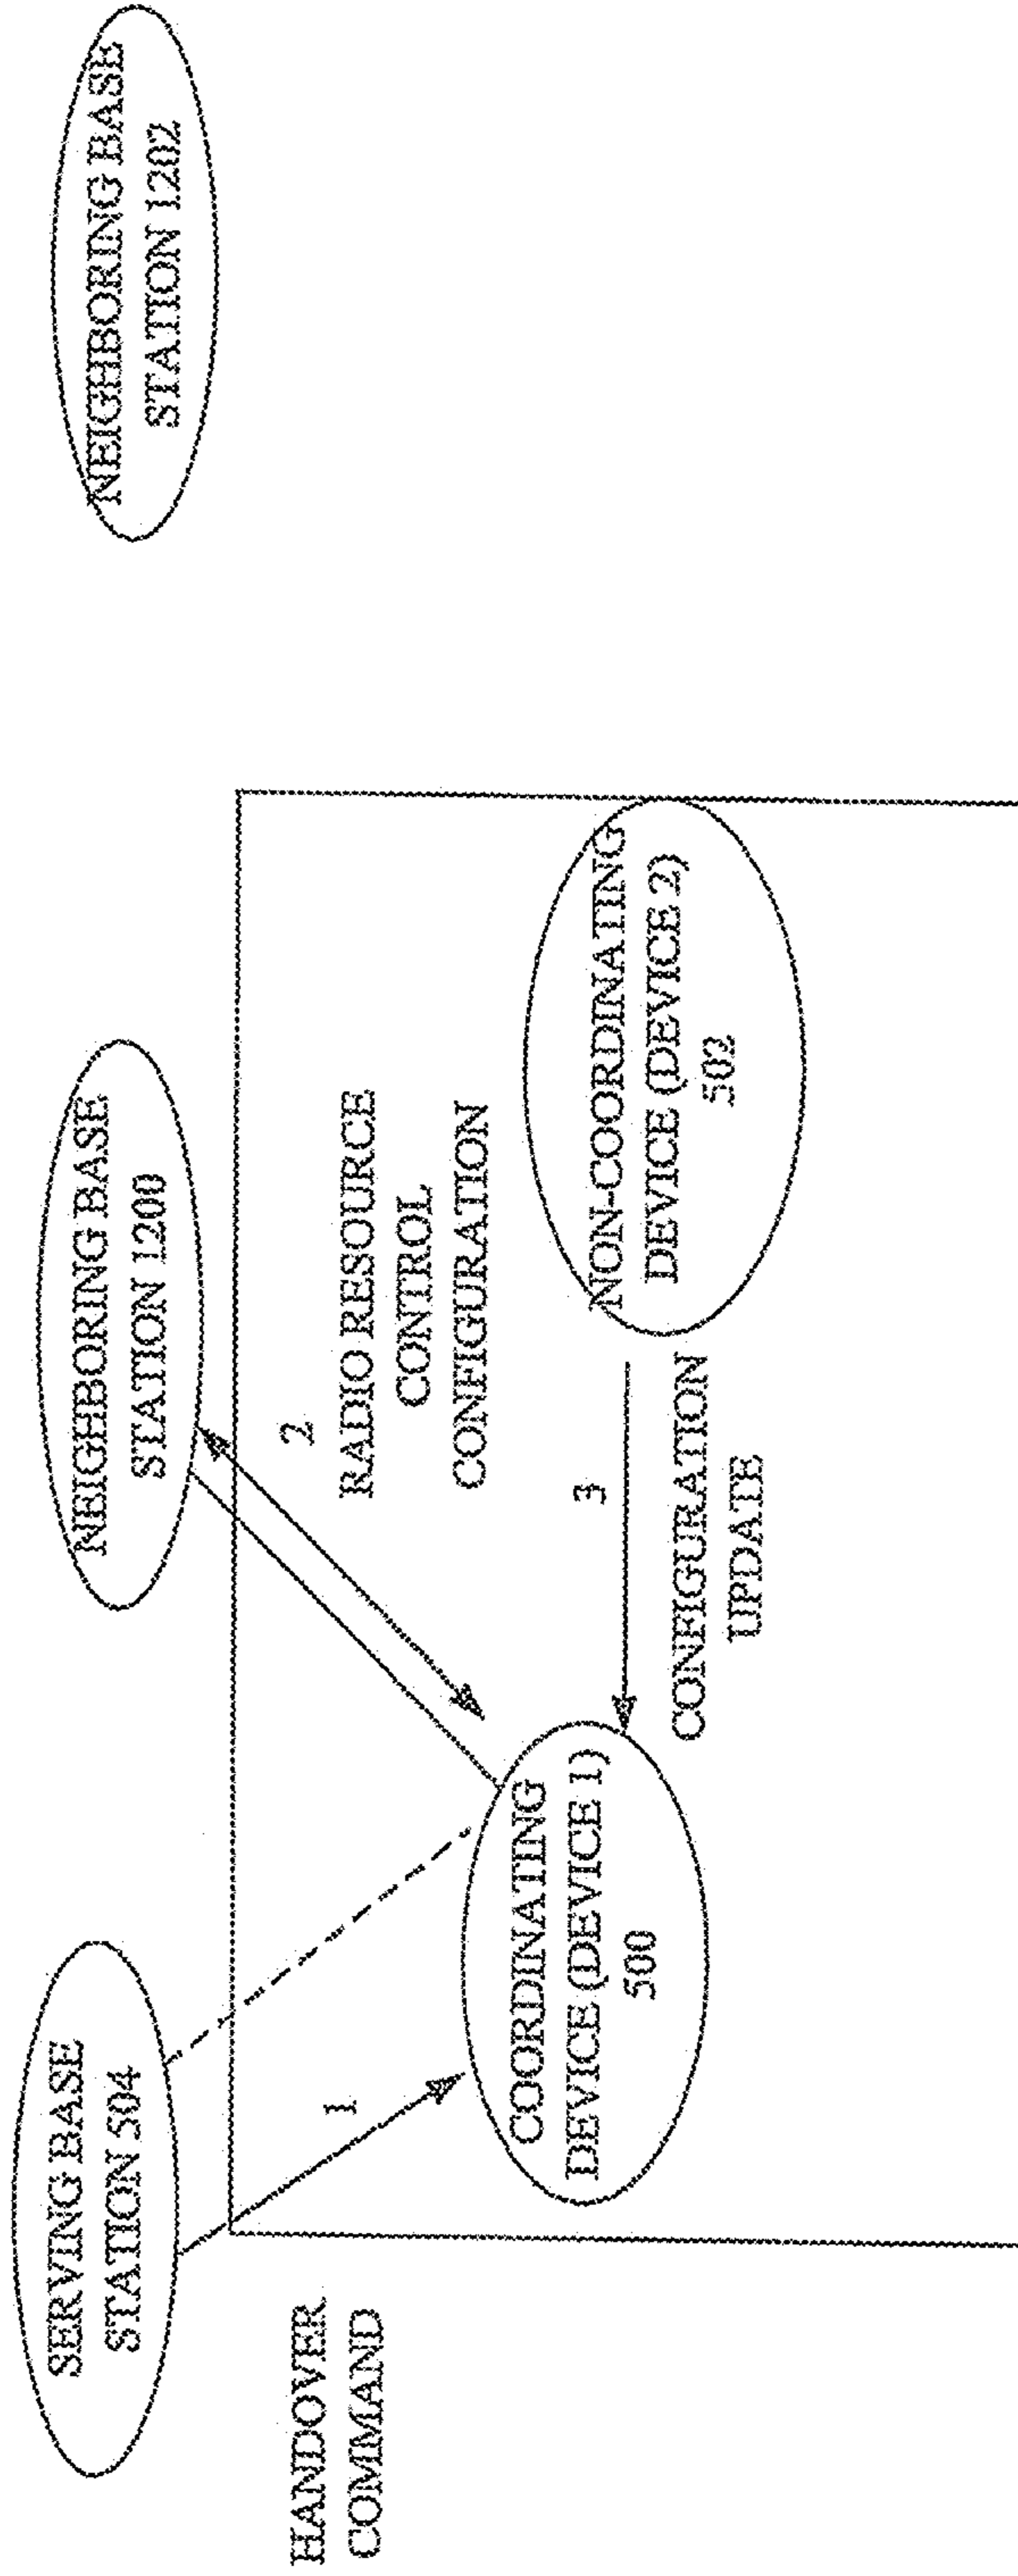 SERVING BASE
STATION 504
NEIGHBORING BASE
STATION 1200
NEIGHBORING BASE
STATION 1202
HANDOVER
COMMAND
1
2
RADIO RESOURCE
CONTROL
CONFIGURATION
COORDINATING
DEVICE (DEVICE 1)
500
3
CONFIGURATION
UPDATE
NON-COORDINATING
DEVICE (DEVICE 2)
502